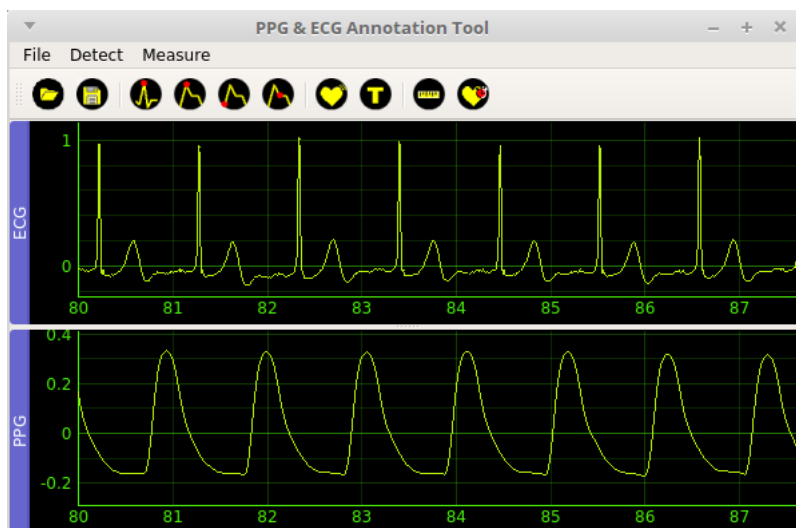 PPG & ECG Annotation Tool
File Detect Measure
T
ECG
1
0
80 81 82 83 84 85 86 87
PPG
0.4
0.2
0
-0.2
80 81 82 83 84 85 86 87